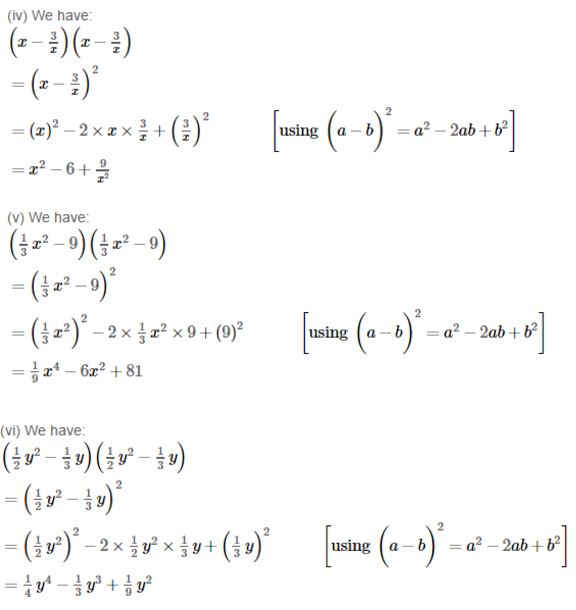 (iv) We have:
(x − 3/x)(x − 3/x)
= (x − 3/x)²
= (x)² − 2 × x × 3/x + (3/x)² [using (a − b)² = a² − 2ab + b²]
= x² − 6 + 9/x²
(v) We have:
(1/3 x² − 9)(1/3 x² − 9)
= (1/3 x² − 9)²
= (1/3 x²)² − 2 × 1/3 x² × 9 + (9)² [using (a − b)² = a² − 2ab + b²]
= 1/9 x⁴ − 6x² + 81
(vi) We have:
(1/2 y² − 1/3 y)(1/2 y² − 1/3 y)
= (1/2 y² − 1/3 y)²
= (1/2 y²)² − 2 × 1/2 y² × 1/3 y + (1/3 y)² [using (a − b)² = a² − 2ab + b²]
= 1/4 y⁴ − 1/3 y³ + 1/9 y²